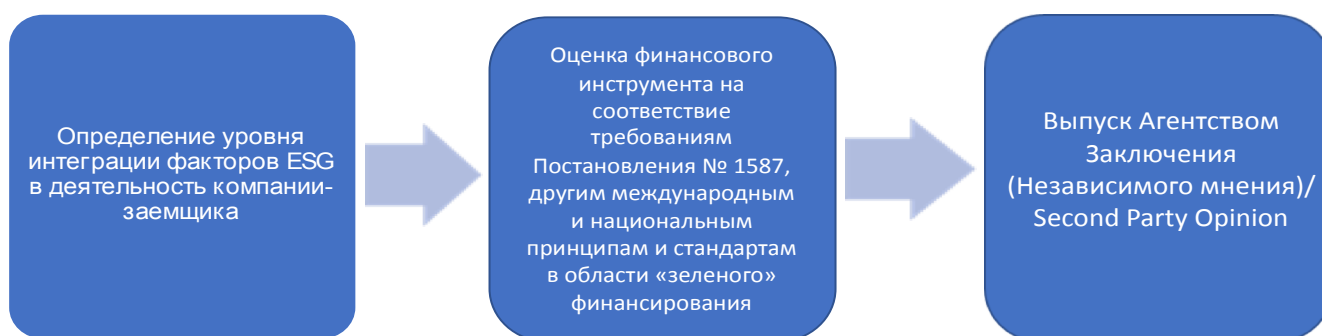 Определение уровня
интеграции факторов ESG
в деятельность компании-
заемщика
Оценка финансового
инструмента на
соответствие
требованиям
Постановления № 1587,
другим международным
и национальным
принципам и стандартам
в области «зеленого»
финансирования
Выпуск Агентством
Заключения
(Независимого мнения)/
Second Party Opinion